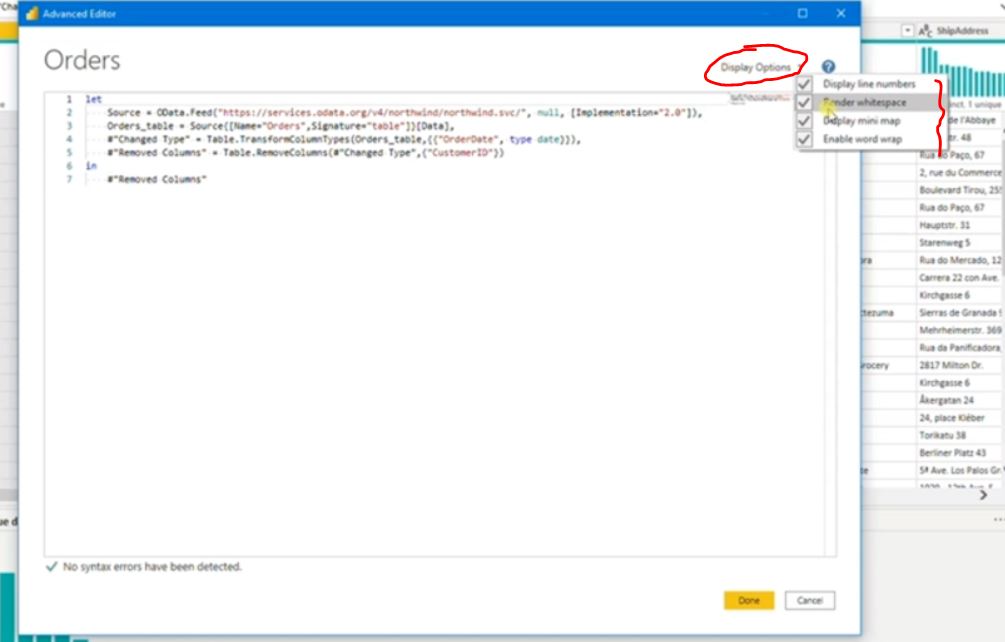 Advanced Editor
Orders
Display Options
Display line numbers
Render whitespace
Display mini map
Enable word wrap
1 let
2 Source = OData.Feed("https://services.odata.org/v4/northwind/northwind.svc/", null, [Implementation="2.0"]),
3 Orders_table = Source{[Name="Orders",Signature="table"]}[Data],
4 #"Changed Type" = Table.TransformColumnTypes(Orders_table,{{"OrderDate", type date}}),
5 #"Removed Columns" = Table.RemoveColumns(#"Changed Type",{"CustomerID"})
6 in
7 #"Removed Columns"
No syntax errors have been detected.
Done
Cancel
ABC ShipAddress
1 unique
de l'Abbaye
str. 48
Rua do Paço, 67
2, rue du Commerce
Boulevard Tirou, 255
Rua do Paço, 67
Hauptstr. 31
Starenweg 5
Rua do Mercado, 12
Carrera 22 con Ave.
Kirchgasse 6
ctezuma Sierras de Granada 9
Mehrheimerstr. 369
Rua da Panificadora,
rocery 2817 Milton Dr.
Kirchgasse 6
Åkergatan 24
24, place Kléber
Torikatu 38
Berliner Platz 43
5ª Ave. Los Palos Gr